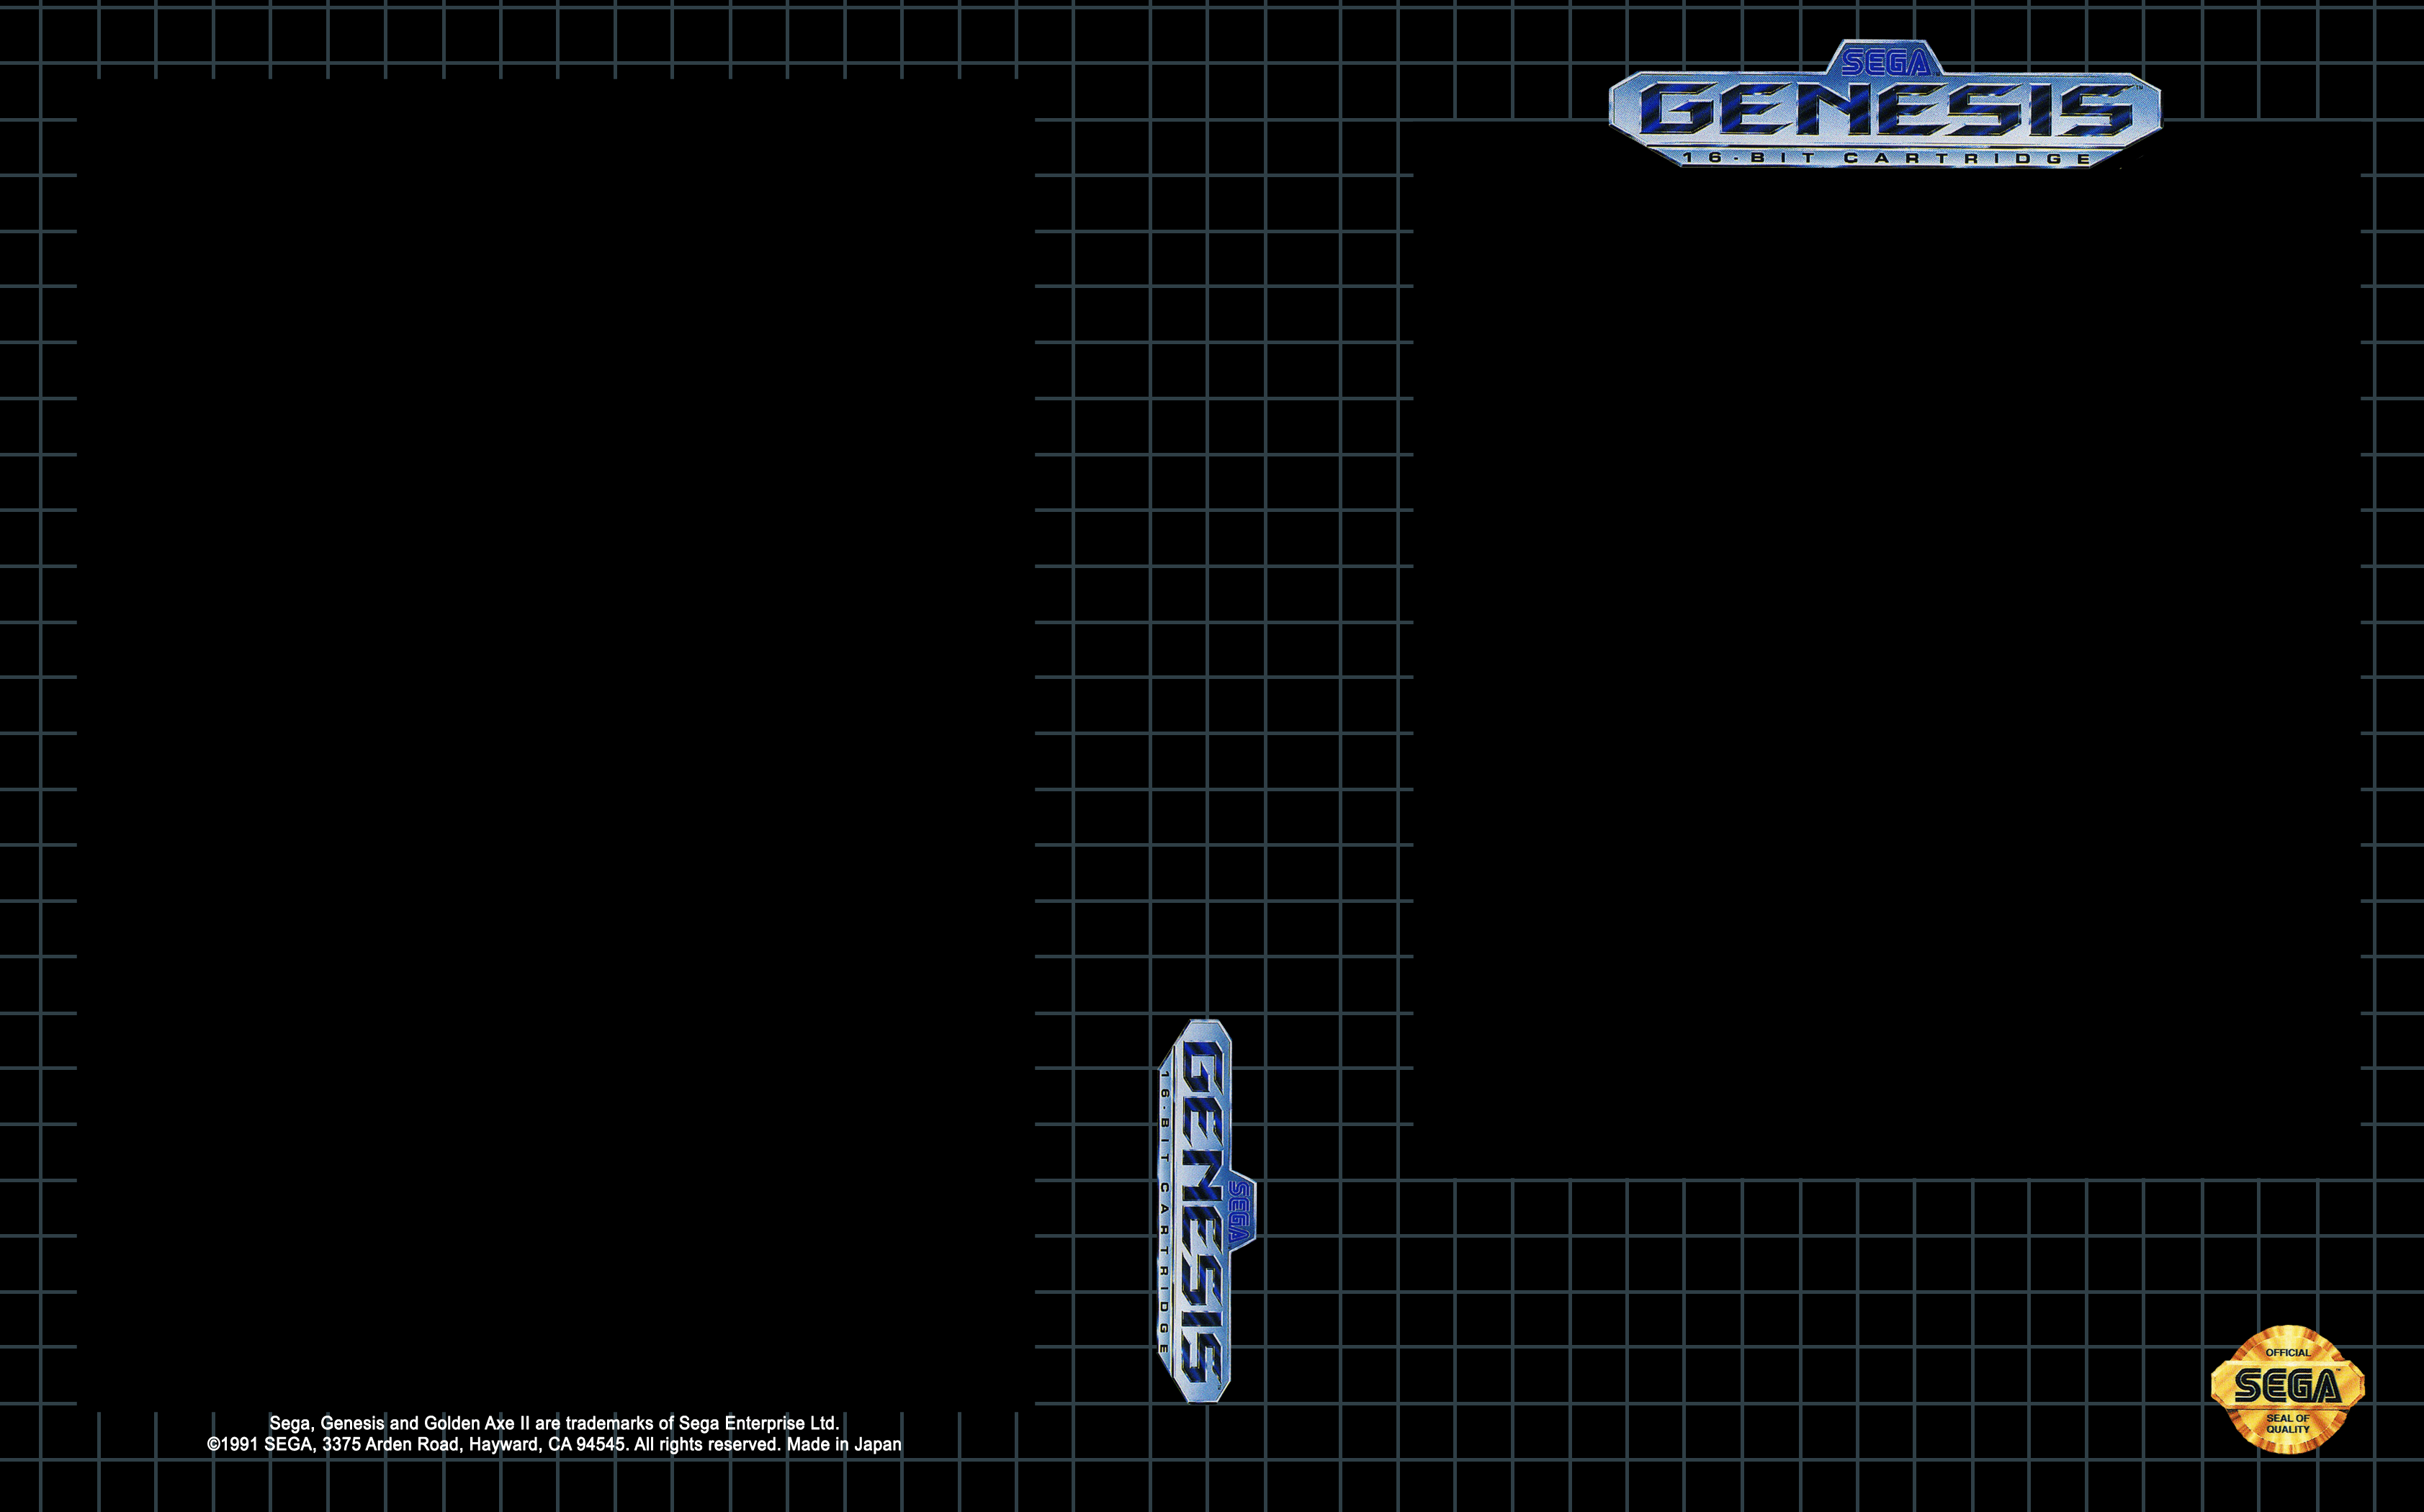 SEGA
GENESIS
16-BIT CARTRIDGE
GENESIS
SEGA
16-BIT CARTRIDGE
OFFICIAL
SEGA
SEAL OF
QUALITY
Sega, Genesis and Golden Axe II are trademarks of Sega Enterprise Ltd.
©1991 SEGA, 3375 Arden Road, Hayward, CA 94545. All rights reserved. Made in Japan